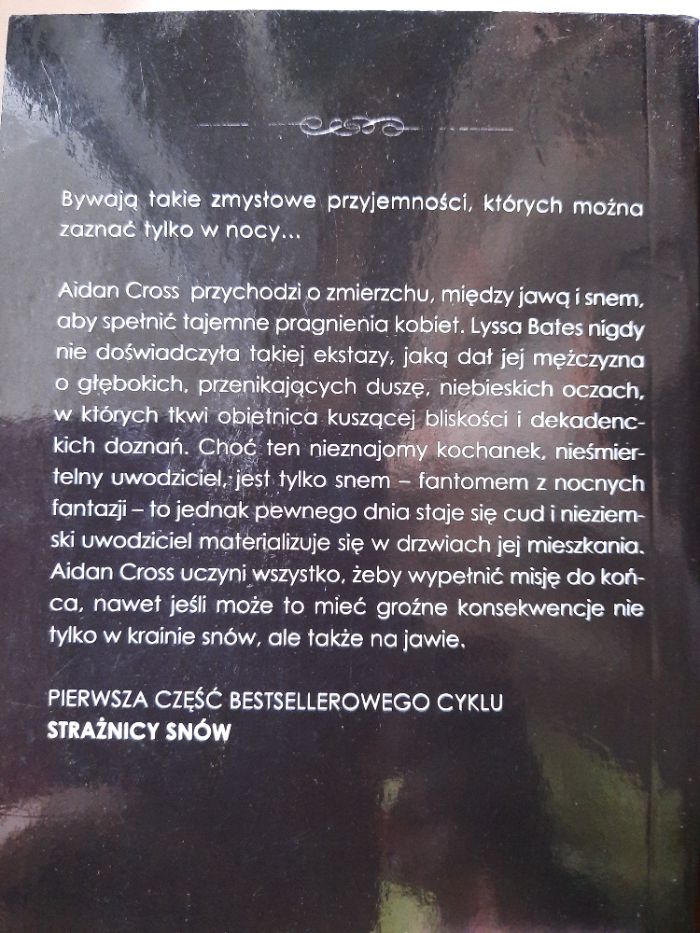 Bywają takie zmysłowe przyjemności, których można
zaznać tylko w nocy...
Aidan Cross przychodzi o zmierzchu, między jawą i snem,
aby spełnić tajemne pragnienia kobiet. Lyssa Bates nigdy
nie doświadczyła takiej ekstazy, jaką dał jej mężczyzna
o głębokich, przenikających duszę, niebieskich oczach,
w których tkwi obietnica kuszącej bliskości i dekadenc-
kich doznań. Choć ten nieznajomy kochanek, nieśmier-
telny uwodziciel, jest tylko snem – fantomem z nocnych
fantazji – to jednak pewnego dnia staje się cud i nieziem-
ski uwodziciel materializuje się w drzwiach jej mieszkania.
Aidan Cross uczyni wszystko, żeby wypełnić misję do koń-
ca, nawet jeśli może to mieć groźne konsekwencje nie
tylko w krainie snów, ale także na jawie.
PIERWSZA CZĘŚĆ BESTSELLEROWEGO CYKLU
STRAŻNICY SNÓW